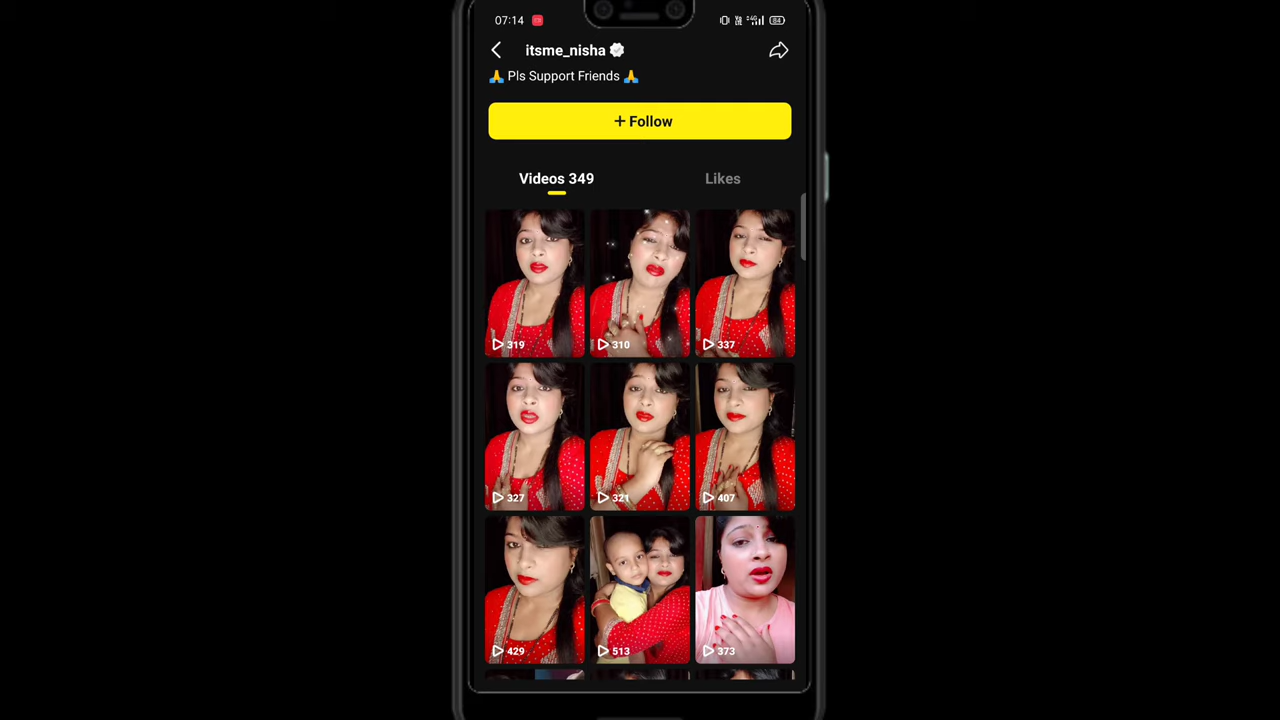 07:14
84
itsme_nisha
🙏 Pls Support Friends 🙏
+ Follow
Videos 349
Likes
319
310
337
327
321
407
429
513
373